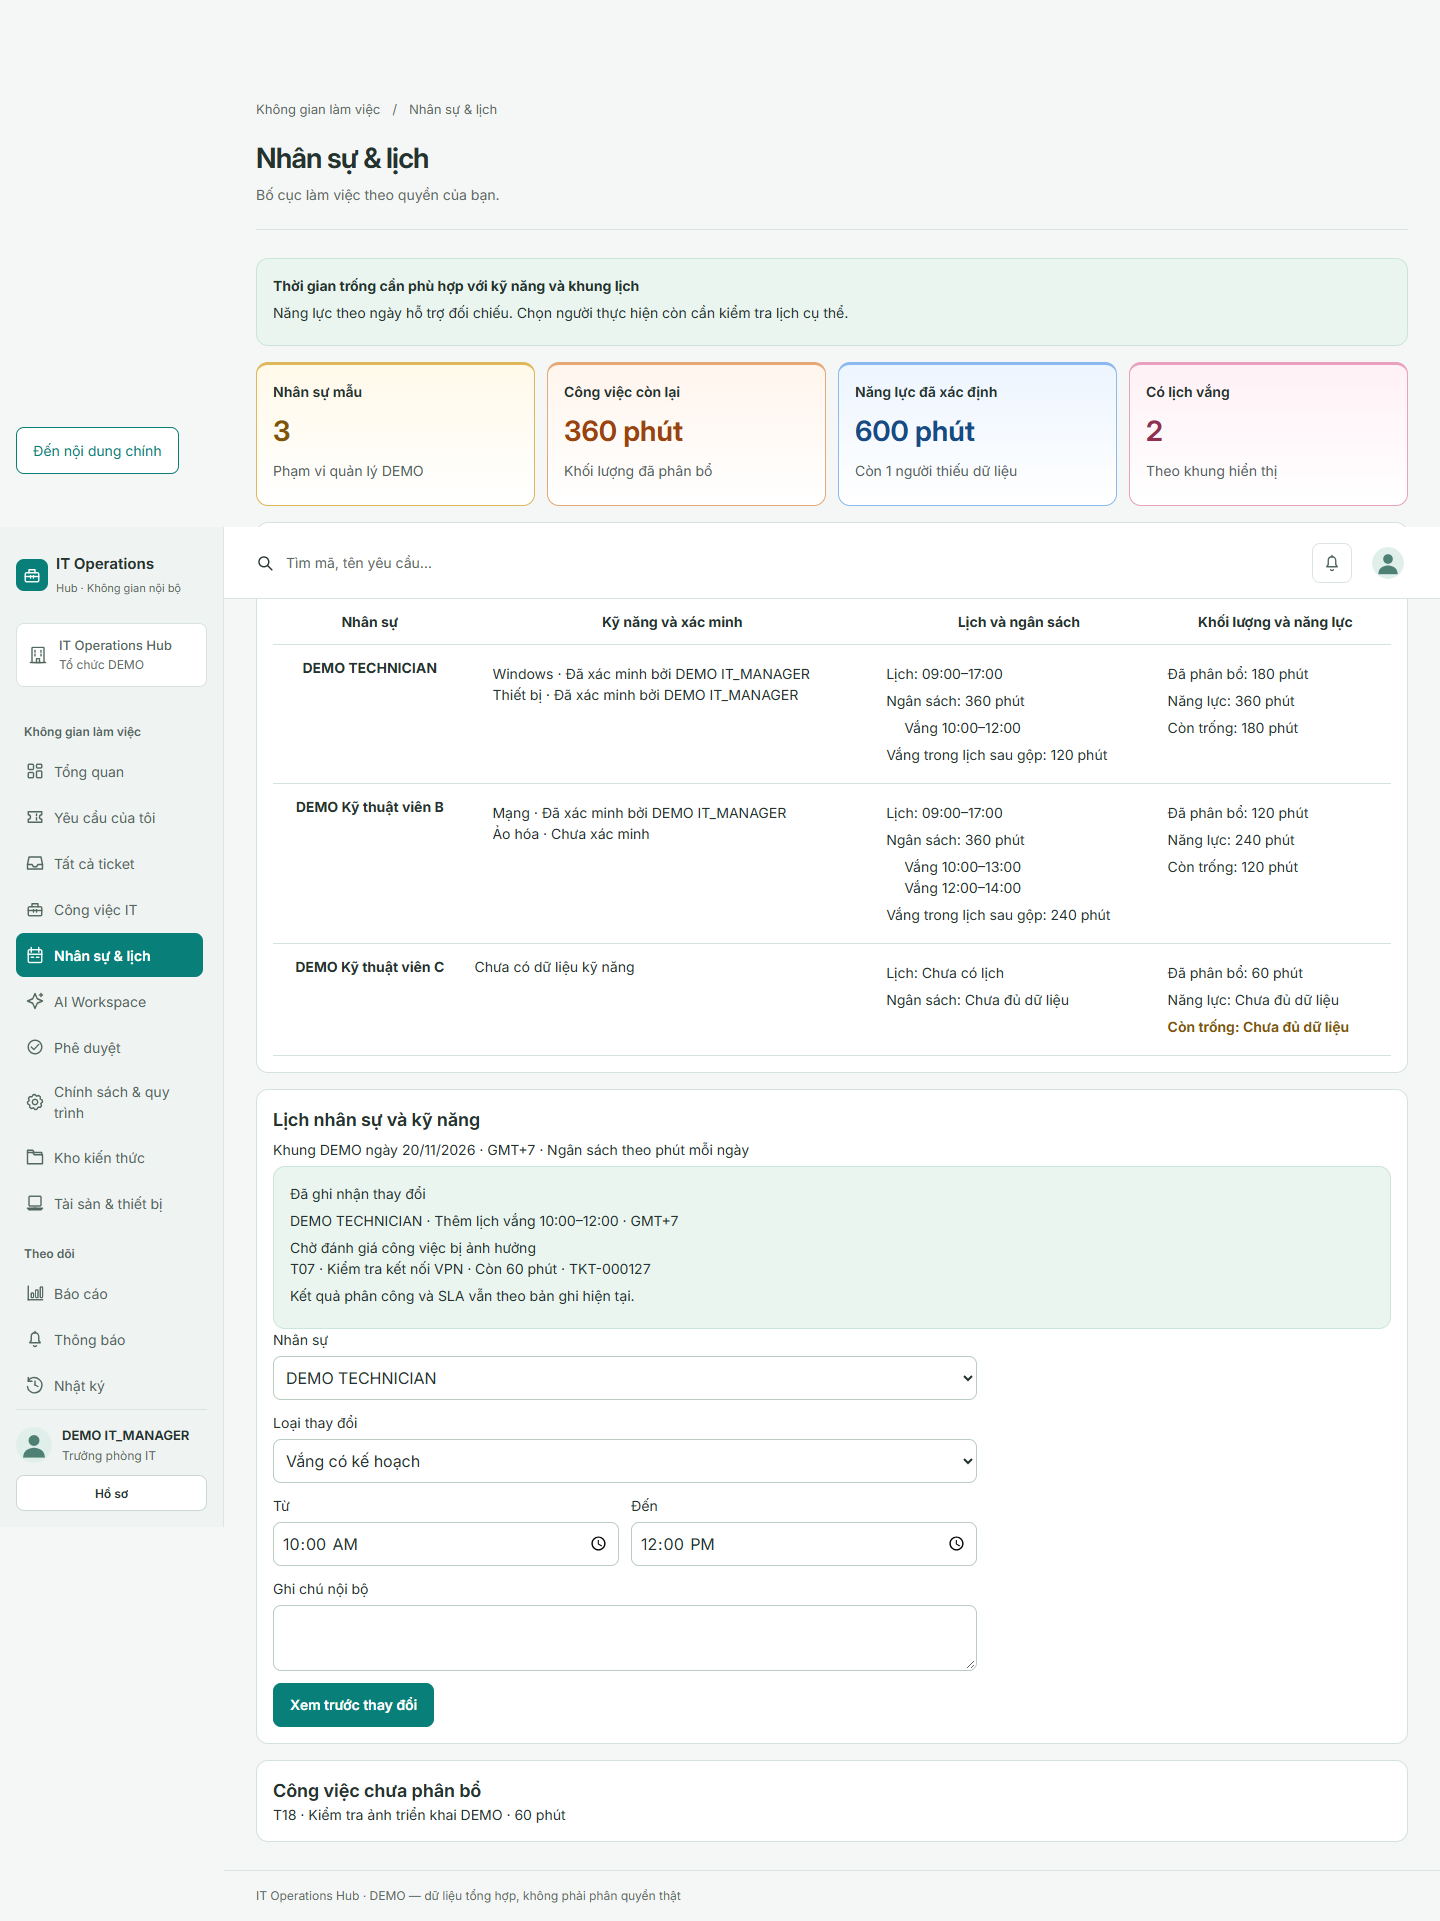 Không gian làm việc / Nhân sự & lịch
Nhân sự & lịch
Bố cục làm việc theo quyền của bạn.
Thời gian trống cần phù hợp với kỹ năng và khung lịch
Năng lực theo ngày hỗ trợ đối chiếu. Chọn người thực hiện còn cần kiểm tra lịch cụ thể.
Nhân sự mẫu
3
Phạm vi quản lý DEMO
Công việc còn lại
360 phút
Khối lượng đã phân bổ
Năng lực đã xác định
600 phút
Còn 1 người thiếu dữ liệu
Có lịch vắng
2
Theo khung hiển thị
Đến nội dung chính
IT Operations
Hub · Không gian nội bộ
IT Operations Hub
Tổ chức DEMO
Không gian làm việc
Tổng quan
Yêu cầu của tôi
Tất cả ticket
Công việc IT
Nhân sự & lịch
AI Workspace
Phê duyệt
Chính sách & quy
trình
Kho kiến thức
Tài sản & thiết bị
Theo dõi
Báo cáo
Thông báo
Nhật ký
DEMO IT_MANAGER
Trưởng phòng IT
Hồ sơ
Tìm mã, tên yêu cầu...
Nhân sự Kỹ năng và xác minh Lịch và ngân sách Khối lượng và năng lực
DEMO TECHNICIAN
Windows · Đã xác minh bởi DEMO IT_MANAGER
Thiết bị · Đã xác minh bởi DEMO IT_MANAGER
Lịch: 09:00–17:00
Ngân sách: 360 phút
Vắng 10:00–12:00
Vắng trong lịch sau gộp: 120 phút
Đã phân bổ: 180 phút
Năng lực: 360 phút
Còn trống: 180 phút
DEMO Kỹ thuật viên B
Mạng · Đã xác minh bởi DEMO IT_MANAGER
Ảo hóa · Chưa xác minh
Lịch: 09:00–17:00
Ngân sách: 360 phút
Vắng 10:00–13:00
Vắng 12:00–14:00
Vắng trong lịch sau gộp: 240 phút
Đã phân bổ: 120 phút
Năng lực: 240 phút
Còn trống: 120 phút
DEMO Kỹ thuật viên C
Chưa có dữ liệu kỹ năng
Lịch: Chưa có lịch
Ngân sách: Chưa đủ dữ liệu
Đã phân bổ: 60 phút
Năng lực: Chưa đủ dữ liệu
Còn trống: Chưa đủ dữ liệu
Lịch nhân sự và kỹ năng
Khung DEMO ngày 20/11/2026 · GMT+7 · Ngân sách theo phút mỗi ngày
Đã ghi nhận thay đổi
DEMO TECHNICIAN · Thêm lịch vắng 10:00–12:00 · GMT+7
Chờ đánh giá công việc bị ảnh hưởng
T07 · Kiểm tra kết nối VPN · Còn 60 phút · TKT-000127
Kết quả phân công và SLA vẫn theo bản ghi hiện tại.
Nhân sự
DEMO TECHNICIAN
Loại thay đổi
Vắng có kế hoạch
Từ
10:00 AM
Đến
12:00 PM
Ghi chú nội bộ
Xem trước thay đổi
Công việc chưa phân bổ
T18 · Kiểm tra ảnh triển khai DEMO · 60 phút
IT Operations Hub · DEMO — dữ liệu tổng hợp, không phải phân quyền thật